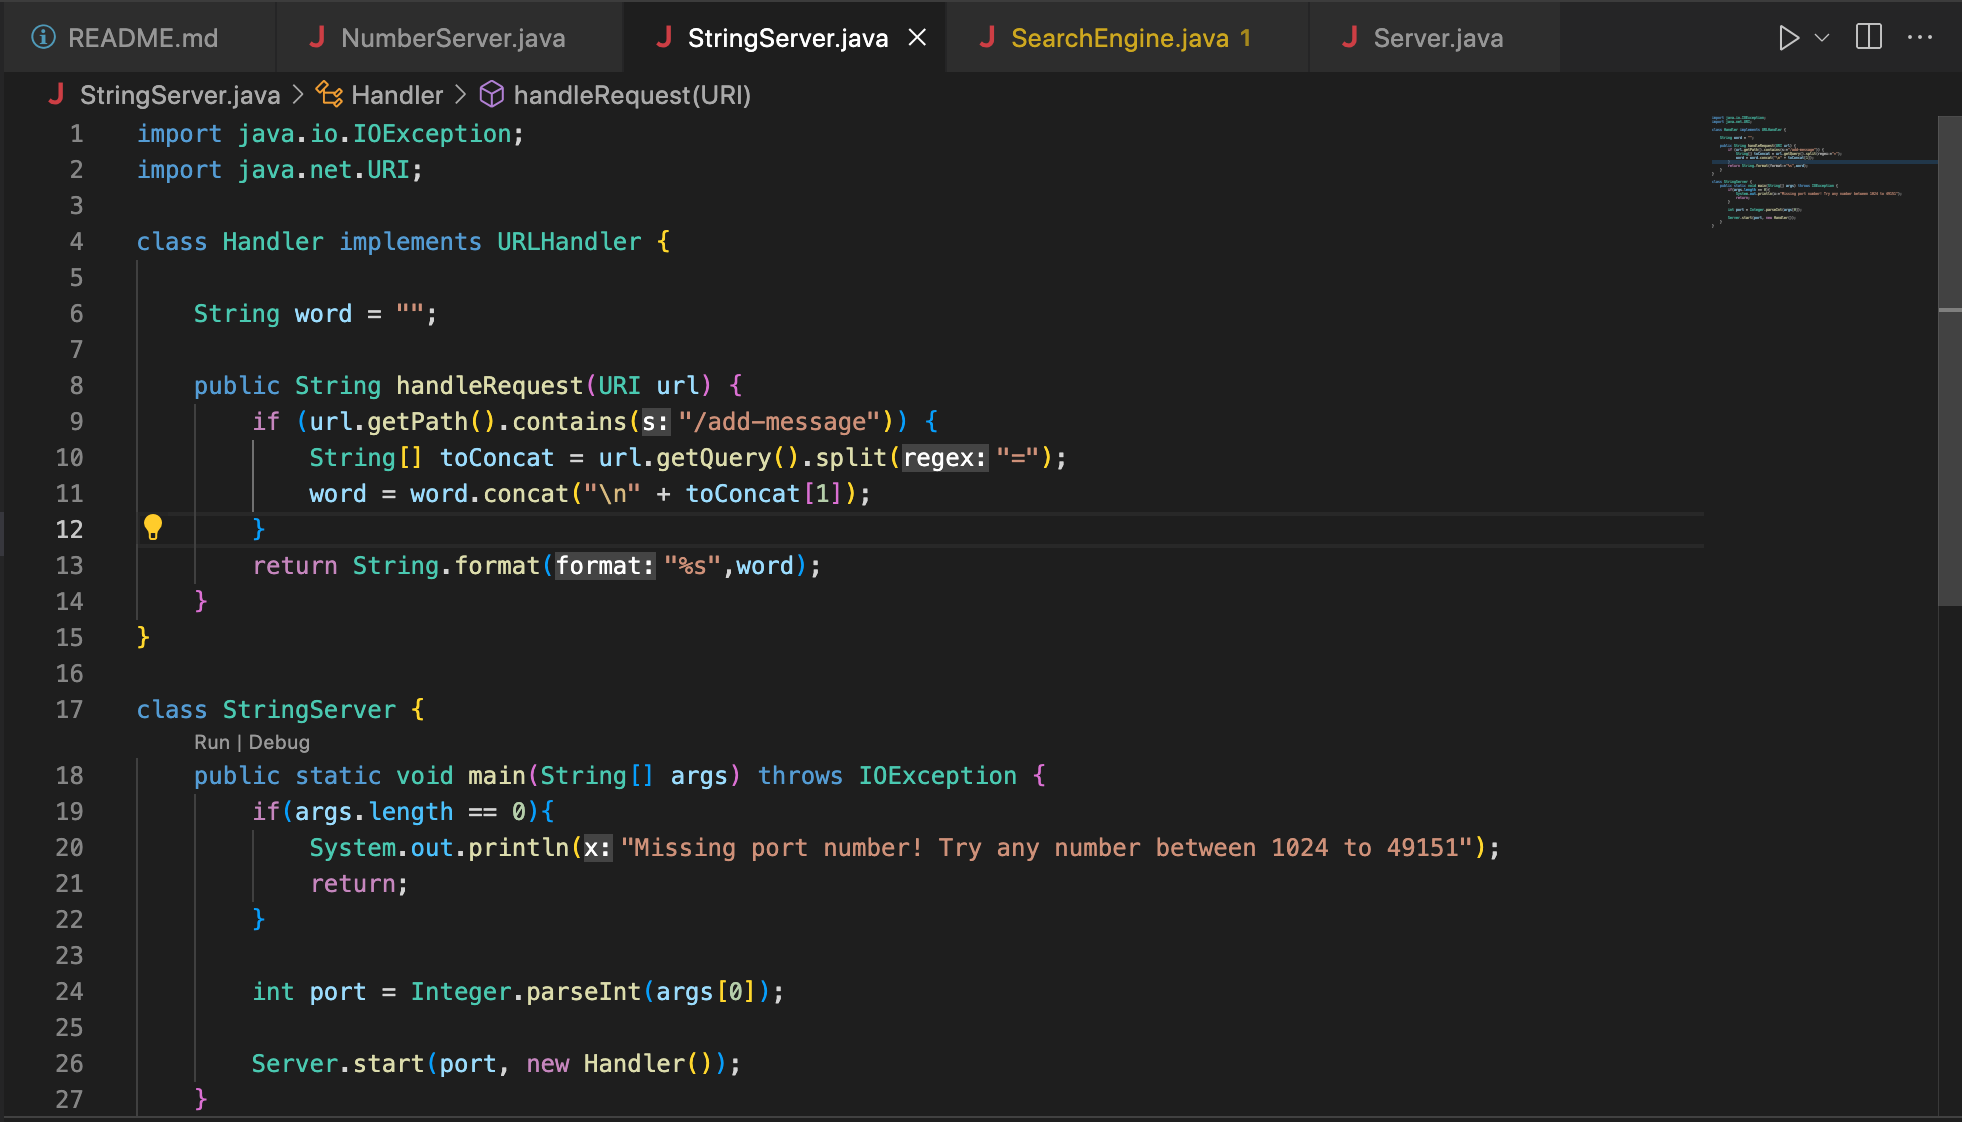 README.md NumberServer.java StringServer.java SearchEngine.java 1 Server.java
StringServer.java > Handler > handleRequest(URI)
1 import java.io.IOException;
2 import java.net.URI;
3
4 class Handler implements URLHandler {
5
6 String word = "";
7
8 public String handleRequest(URI url) {
9 if (url.getPath().contains(s: "/add-message")) {
10 String[] toConcat = url.getQuery().split(regex: "=");
11 word = word.concat("\n" + toConcat[1]);
12 }
13 return String.format(format: "%s",word);
14 }
15 }
16
17 class StringServer {
Run | Debug
18 public static void main(String[] args) throws IOException {
19 if(args.length == 0){
20 System.out.println(x: "Missing port number! Try any number between 1024 to 49151");
21 return;
22 }
23
24 int port = Integer.parseInt(args[0]);
25
26 Server.start(port, new Handler());
27 }